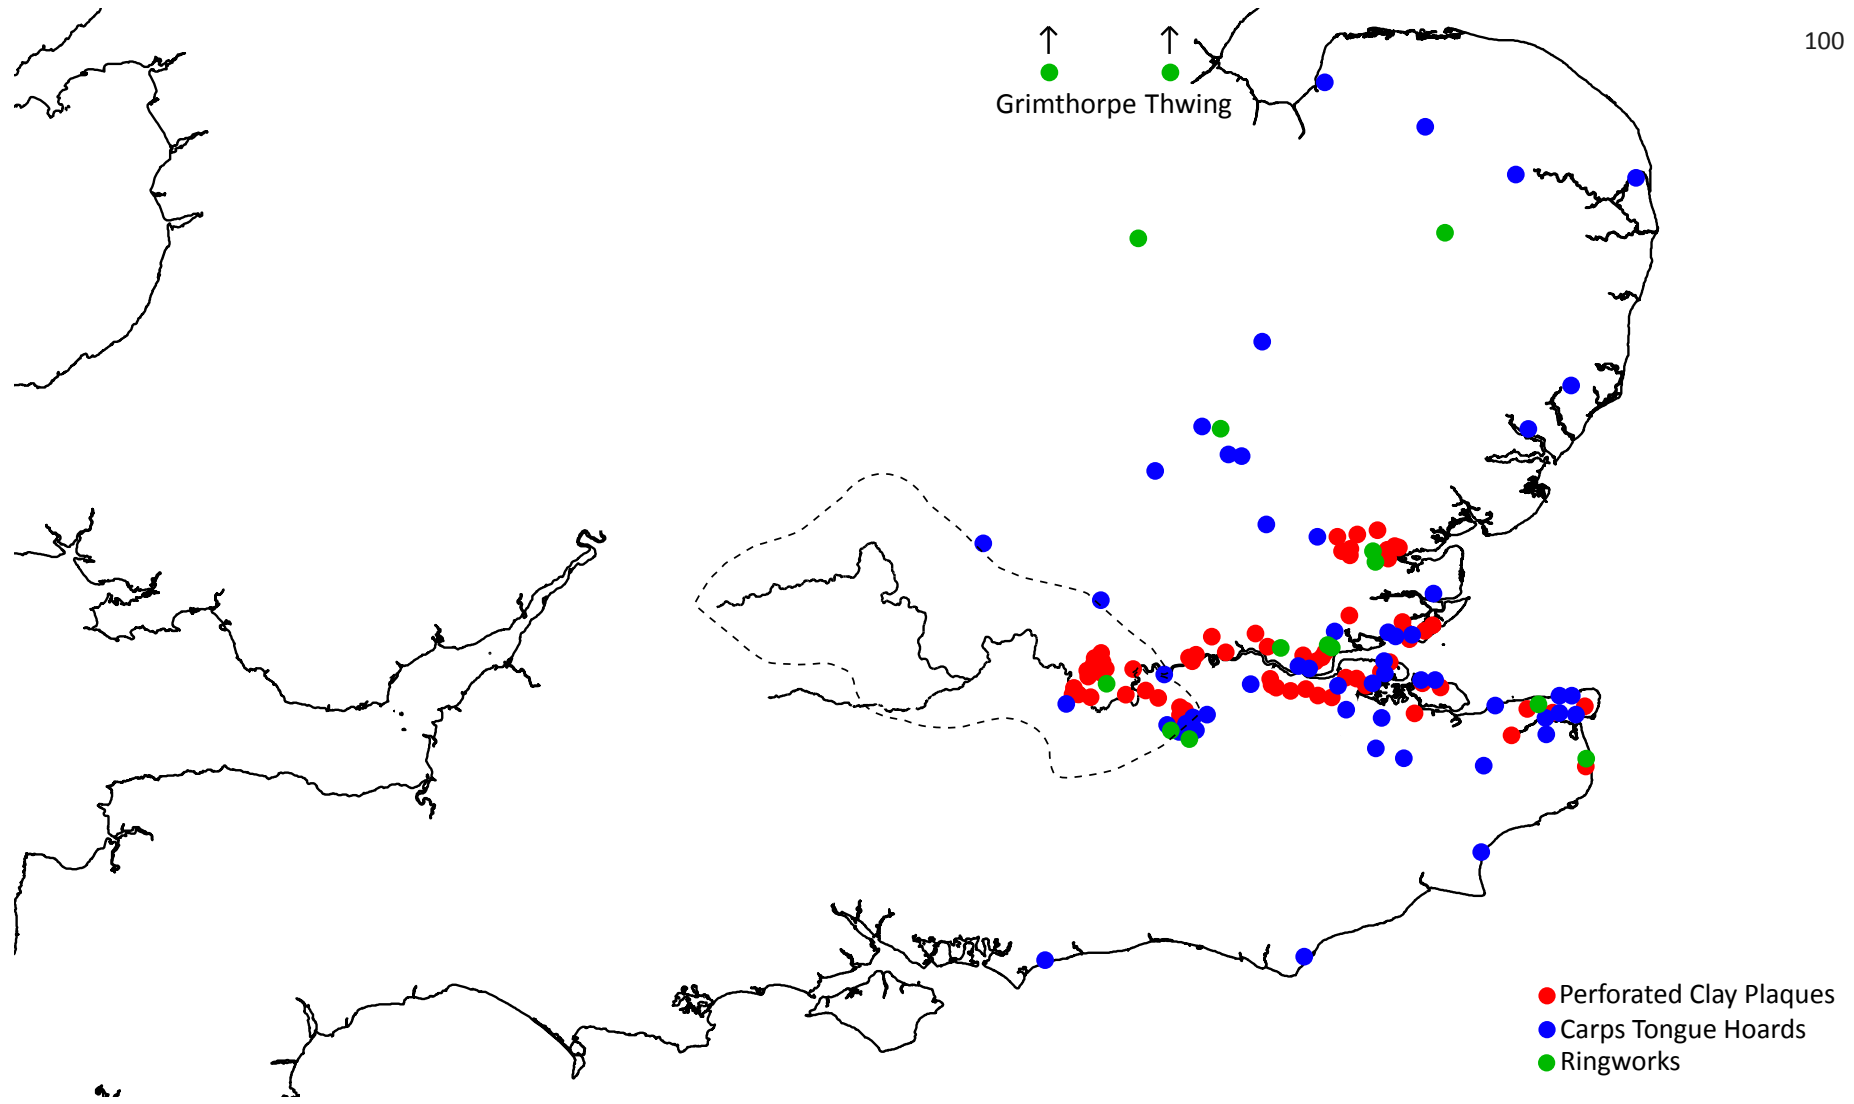 100
Grimthorpe Thwing
Perforated Clay Plaques
Carps Tongue Hoards
Ringworks